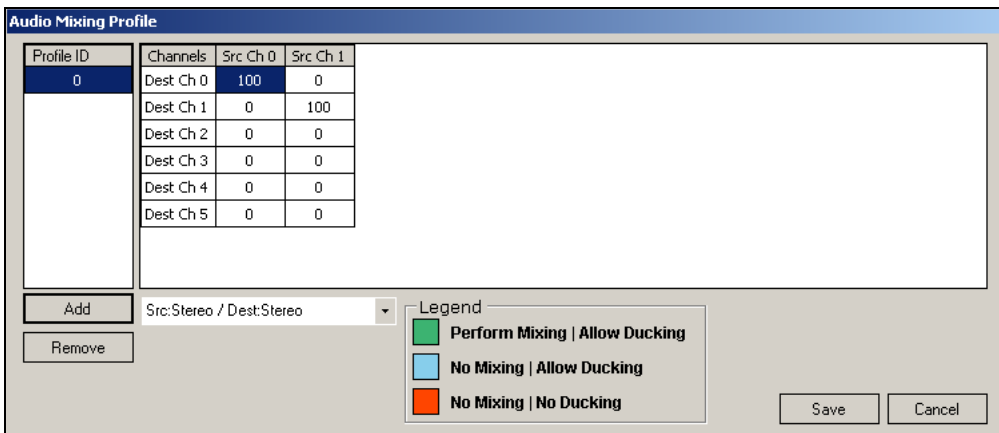 Audio Mixing Profile
Profile ID
0
Channels Src Ch 0 Src Ch 1
Dest Ch 0 100 0
Dest Ch 1 0 100
Dest Ch 2 0 0
Dest Ch 3 0 0
Dest Ch 4 0 0
Dest Ch 5 0 0
Add
Remove
Src:Stereo / Dest:Stereo
Legend
Perform Mixing | Allow Ducking
No Mixing | Allow Ducking
No Mixing | No Ducking
Save Cancel